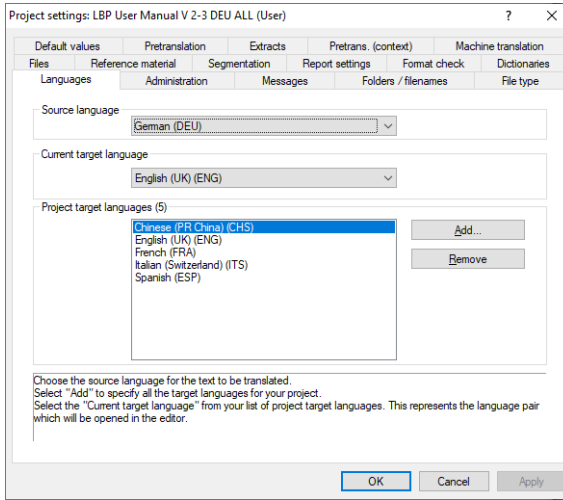 Project settings: LBP User Manual V 2-3 DEU ALL (User)
?
Default values Pretranslation Extracts Pretrans. (context) Machine translation
Files Reference material Segmentation Report settings Format check Dictionaries
Languages Administration Messages Folders / filenames File type
Source language
German (DEU)
Current target language
English (UK) (ENG)
Project target languages (5)
Chinese (PR China) (CHS)
English (UK) (ENG)
French (FRA)
Italian (Switzerland) (ITS)
Spanish (ESP)
Add...
Remove
Choose the source language for the text to be translated.
Select "Add" to specify all the target languages for your project.
Select the "Current target language" from your list of project target languages. This represents the language pair
which will be opened in the editor.
OK Cancel Apply